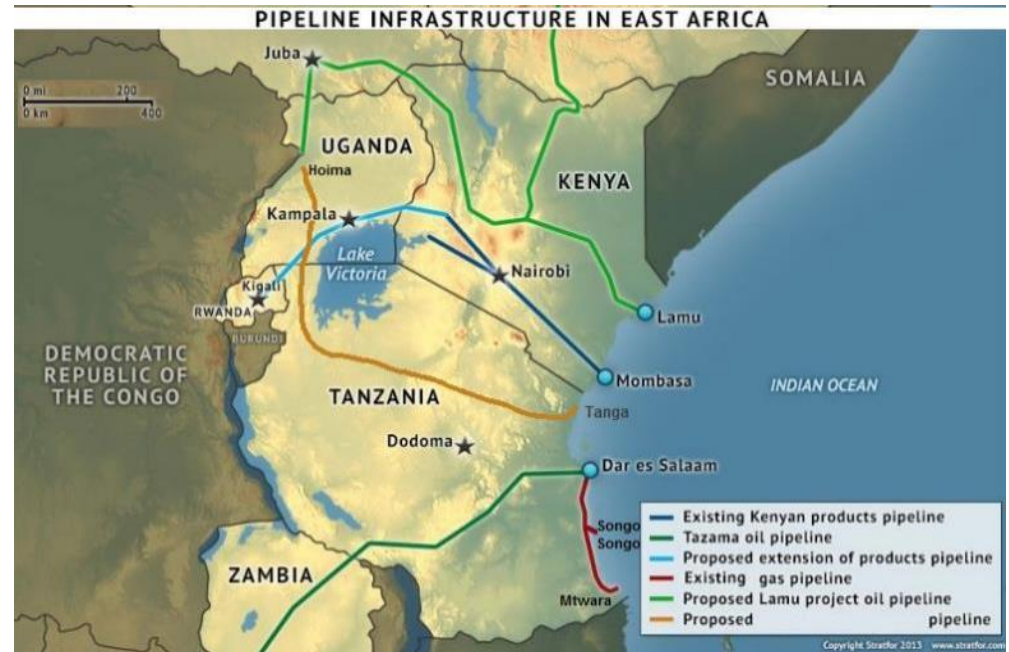 PIPELINE INFRASTRUCTURE IN EAST AFRICA
Juba
SOMALIA
0 mi 200
0 km 400
UGANDA
Hoima
KENYA
Kampala
Lake
Victoria
Nairobi
Kigali
RWANDA
Lamu
BURUNDI
DEMOCRATIC
REPUBLIC OF
THE CONGO
Mombasa
INDIAN OCEAN
TANZANIA
Tanga
Dodoma
Dar es Salaam
Songo
Songo
ZAMBIA
Mtwara
Existing Kenyan products pipeline
Tazama oil pipeline
Proposed extension of products pipeline
Existing gas pipeline
Proposed Lamu project oil pipeline
Proposed pipeline
Copyright Stratfor 2013 www.stratfor.com